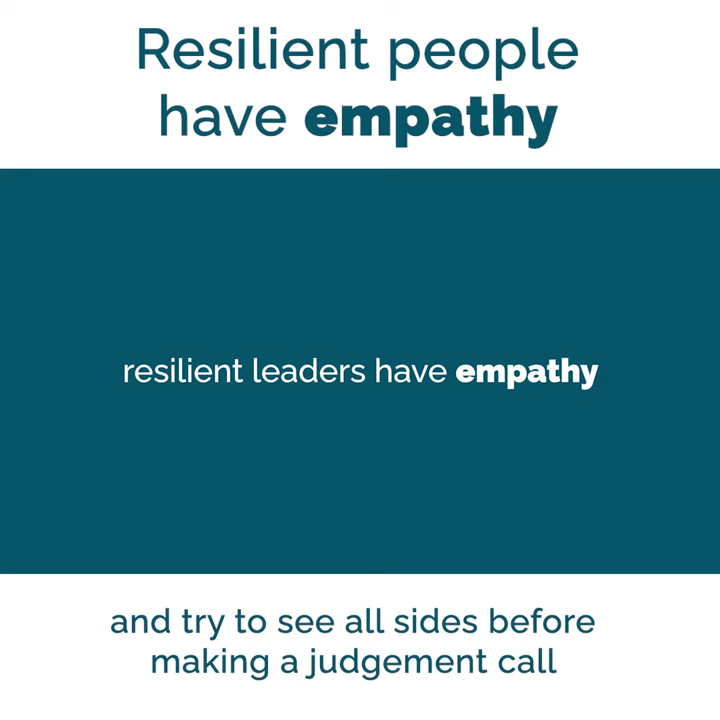 Resilient people
have empathy
resilient leaders have empathy
and try to see all sides before
making a judgement call